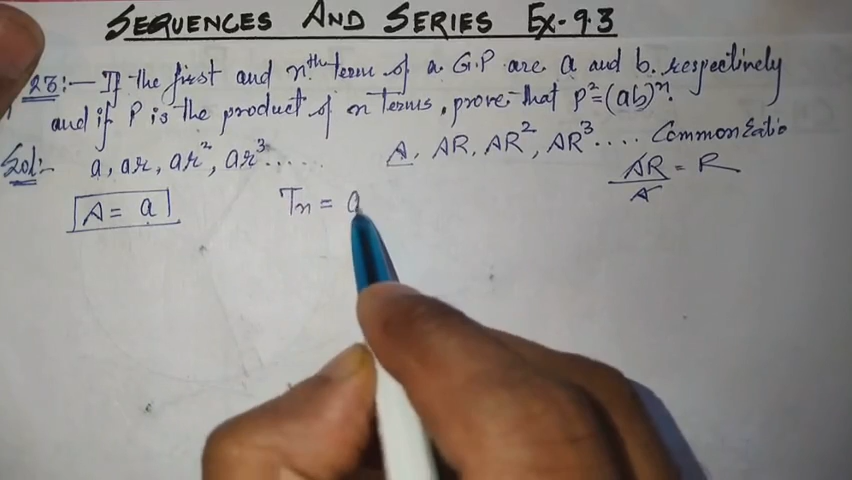 SEQUENCES AND SERIES Ex-9.3
23:- If the first and nth term of a G.P are a and b. respectively
and if P is the product of n terms, prove that P² = (ab)ⁿ.
Sol:- a, ar, ar², ar³...... A, AR, AR², AR³.... Common Ratio
AR/A = R
A = a Tn = a